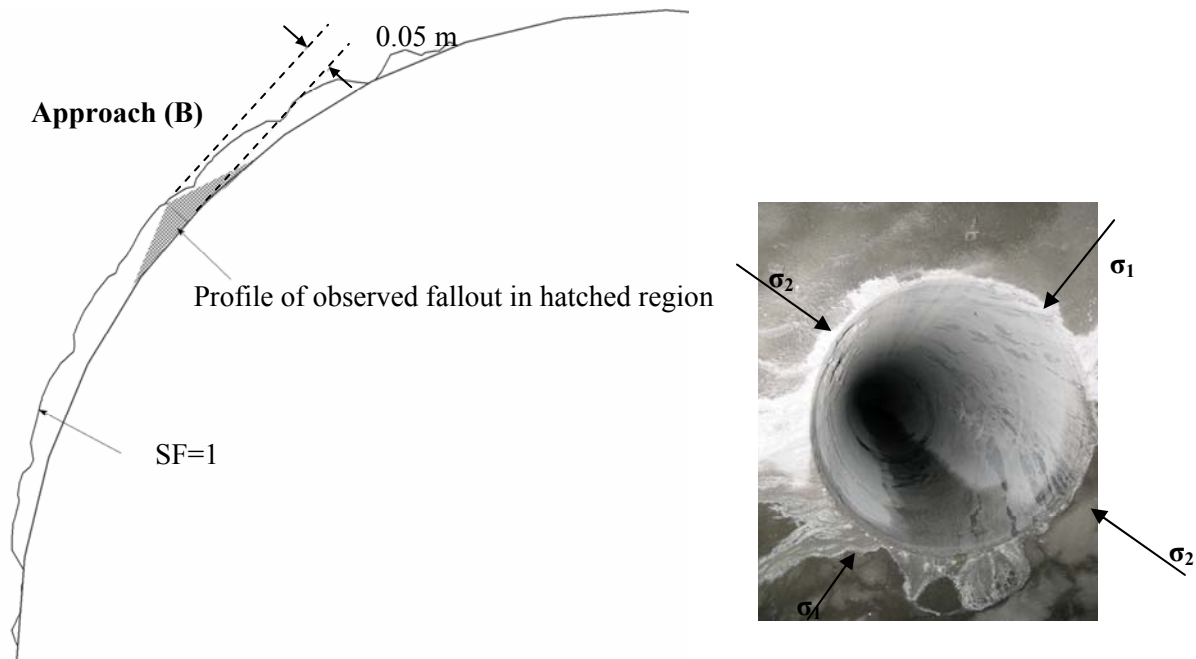 0.05 m
Approach (B)
Profile of observed fallout in hatched region
SF=1
σ1
σ2
σ2
σ1